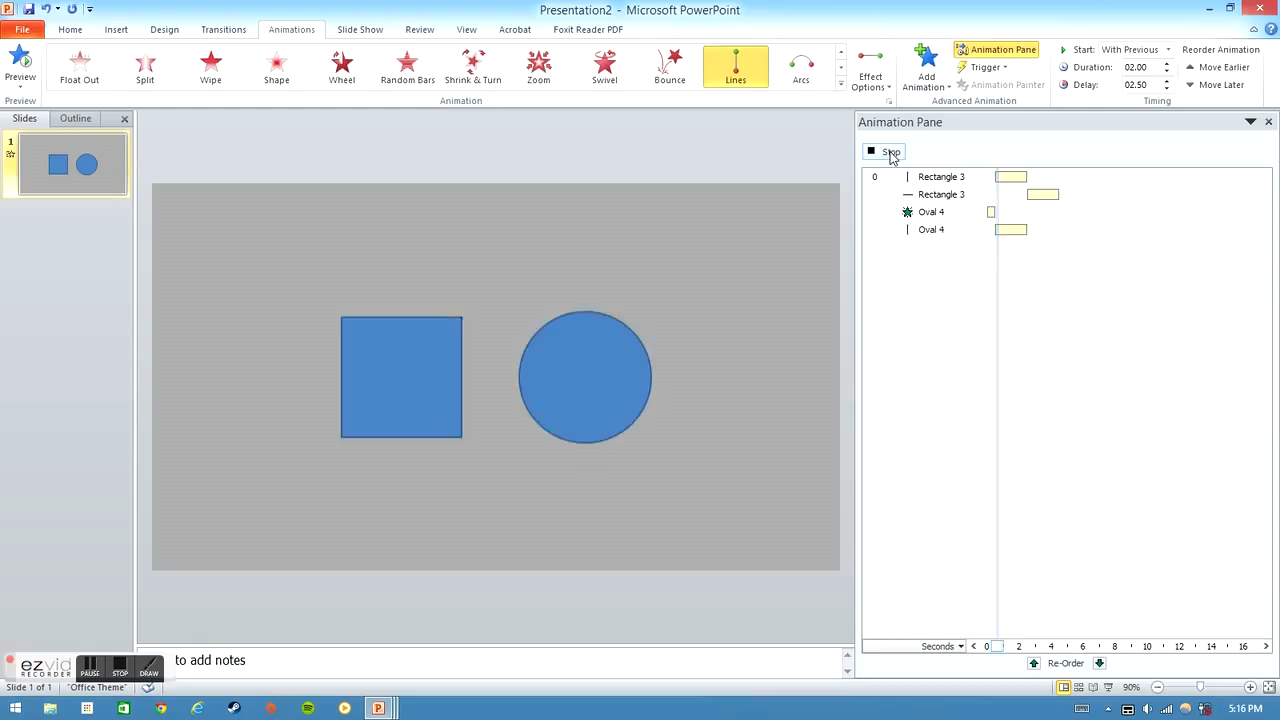 Presentation2 - Microsoft PowerPoint
File Home Insert Design Transitions Animations Slide Show Review View Acrobat Foxit Reader PDF
Preview Float Out Split Wipe Shape Wheel Random Bars Shrink & Turn Zoom Swivel Bounce Lines Arcs Effect Options Add Animation Animation Pane Trigger Animation Painter Start: With Previous Duration: 02.00 Delay: 02.50 Reorder Animation Move Earlier Move Later
Preview Animation Advanced Animation Timing
Slides Outline
Animation Pane
1
Stop
0 Rectangle 3
Rectangle 3
Oval 4
Oval 4
Seconds 0 2 4 6 8 10 12 14 16
Re-Order
ezvid RECORDER PAUSE STOP DRAW
to add notes
Slide 1 of 1 "Office Theme" 90%
5:16 PM